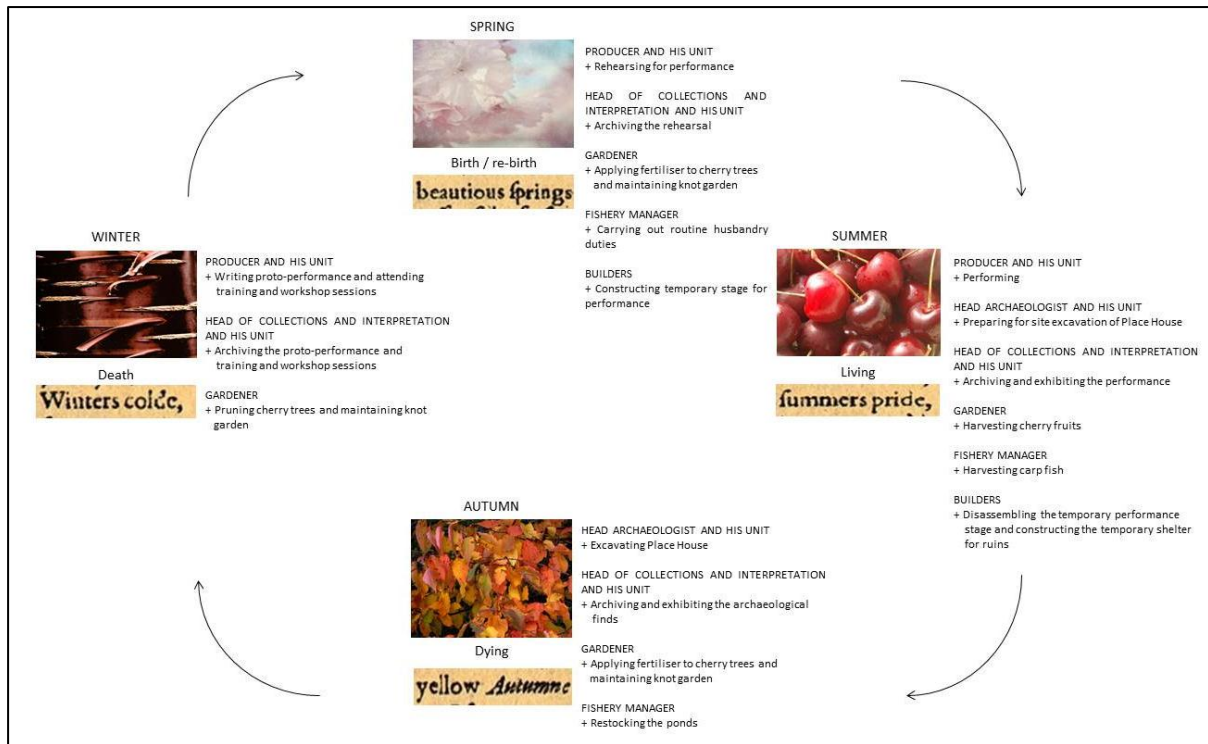 SPRING
PRODUCER AND HIS UNIT
+ Rehearsing for performance
HEAD OF COLLECTIONS AND
INTERPRETATION AND HIS UNIT
+ Archiving the rehearsal
GARDENER
+ Applying fertiliser to cherry trees
and maintaining knot garden
FISHERY MANAGER
+ Carrying out routine husbandry
duties
BUILDERS
+ Constructing temporary stage for
performance
Birth / re-birth
beautious ſprings
SUMMER
PRODUCER AND HIS UNIT
+ Performing
HEAD ARCHAEOLOGIST AND HIS UNIT
+ Preparing for site excavation of Place House
HEAD OF COLLECTIONS AND INTERPRETATION
AND HIS UNIT
+ Archiving and exhibiting the performance
GARDENER
+ Harvesting cherry fruits
FISHERY MANAGER
+ Harvesting carp fish
BUILDERS
+ Disassembling the temporary performance
stage and constructing the temporary shelter
for ruins
Living
ſummers pride,
AUTUMN
HEAD ARCHAEOLOGIST AND HIS UNIT
+ Excavating Place House
HEAD OF COLLECTIONS AND INTERPRETATION
AND HIS UNIT
+ Archiving and exhibiting the archaeological
finds
GARDENER
+ Applying fertiliser to cherry trees and
maintaining knot garden
FISHERY MANAGER
+ Restocking the ponds
Dying
yellow Autumne
WINTER
PRODUCER AND HIS UNIT
+ Writing proto-performance and attending
training and workshop sessions
HEAD OF COLLECTIONS AND INTERPRETATION
AND HIS UNIT
+ Archiving the proto-performance and
training and workshop sessions
GARDENER
+ Pruning cherry trees and maintaining knot
garden
Death
Winters colde,